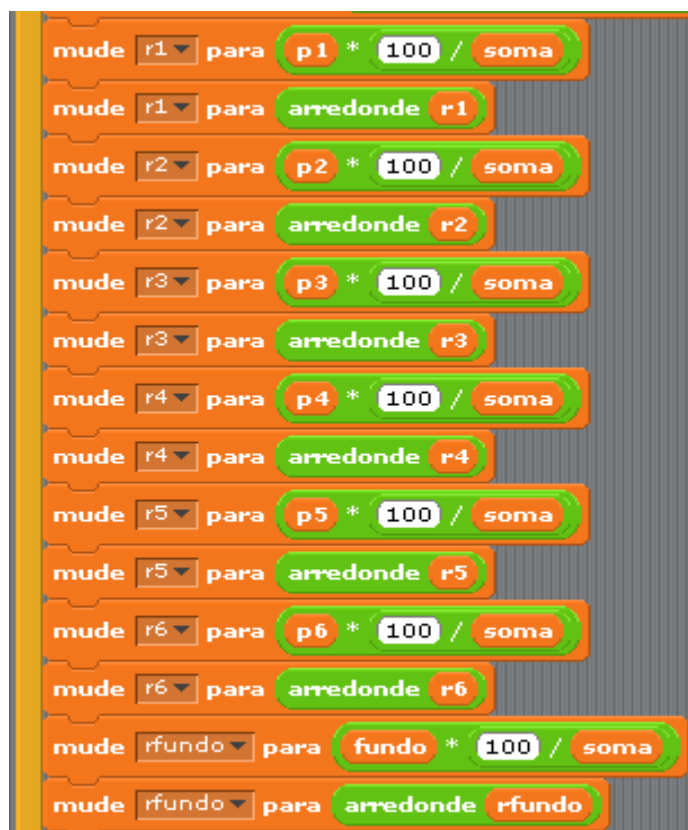 mude r1 para p1 * 100 / soma
mude r1 para arredonde r1
mude r2 para p2 * 100 / soma
mude r2 para arredonde r2
mude r3 para p3 * 100 / soma
mude r3 para arredonde r3
mude r4 para p4 * 100 / soma
mude r4 para arredonde r4
mude r5 para p5 * 100 / soma
mude r5 para arredonde r5
mude r6 para p6 * 100 / soma
mude r6 para arredonde r6
mude rfundo para fundo * 100 / soma
mude rfundo para arredonde rfundo